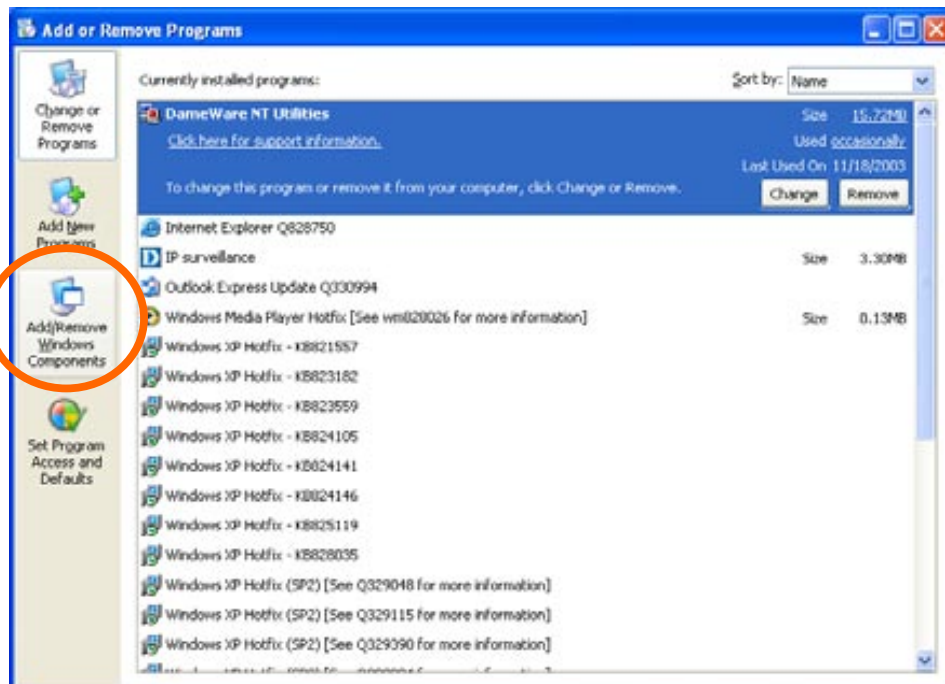 Add or Remove Programs
Change or
Remove
Programs
Add New
Programs
Add/Remove
Windows
Components
Set Program
Access and
Defaults
Currently installed programs:
Sort by: Name
DameWare NT Utilities Size 15.72MB
Click here for support information. Used occasionally
Last Used On 11/18/2003
To change this program or remove it from your computer, click Change or Remove. Change Remove
Internet Explorer Q828750
IP surveillance Size 3.30MB
Outlook Express Update Q330994
Windows Media Player Hotfix [See wm828026 for more information] Size 0.13MB
Windows XP Hotfix - KB821557
Windows XP Hotfix - KB823182
Windows XP Hotfix - KB823559
Windows XP Hotfix - KB824105
Windows XP Hotfix - KB824141
Windows XP Hotfix - KB824146
Windows XP Hotfix - KB825119
Windows XP Hotfix - KB828035
Windows XP Hotfix (SP2) [See Q329048 for more information]
Windows XP Hotfix (SP2) [See Q329115 for more information]
Windows XP Hotfix (SP2) [See Q329390 for more information]